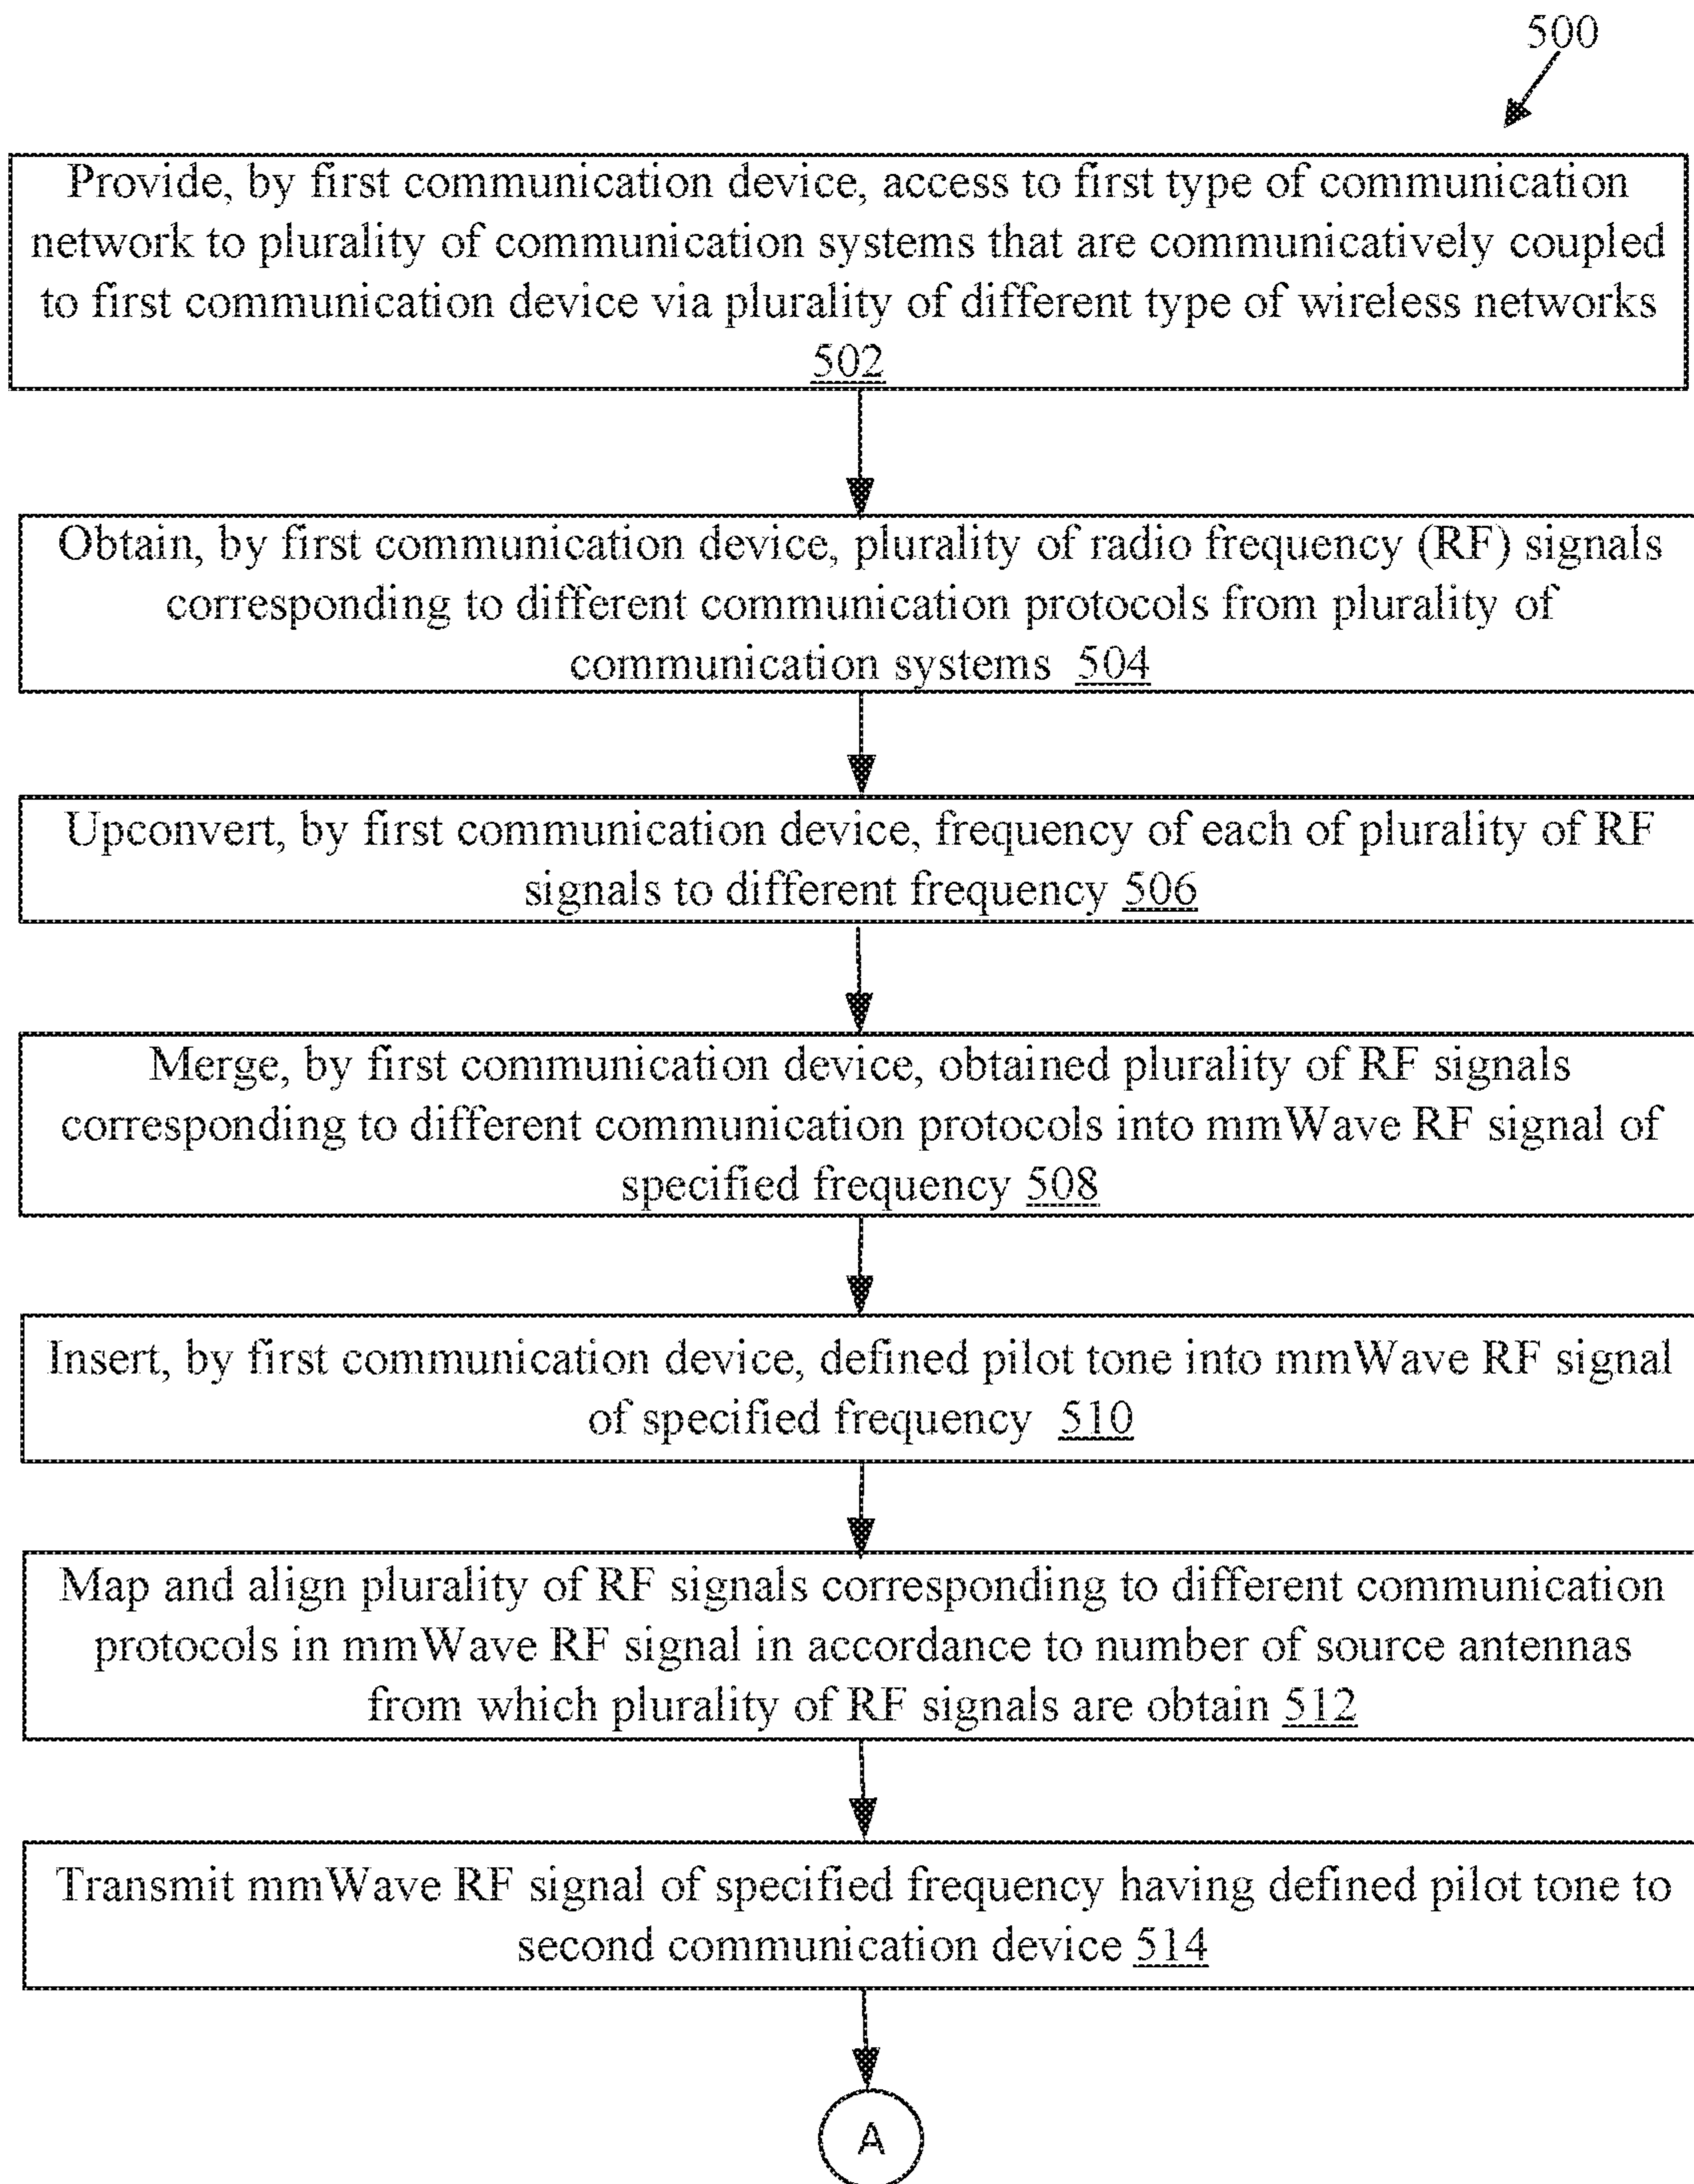 500
Provide, by first communication device, access to first type of communication
network to plurality of communication systems that are communicatively coupled
to first communication device via plurality of different type of wireless networks
502
Obtain, by first communication device, plurality of radio frequency (RF) signals
corresponding to different communication protocols from plurality of
communication systems 504
Upconvert, by first communication device, frequency of each of plurality of RF
signals to different frequency 506
Merge, by first communication device, obtained plurality of RF signals
corresponding to different communication protocols into mmWave RF signal of
specified frequency 508
Insert, by first communication device, defined pilot tone into mmWave RF signal
of specified frequency 510
Map and align plurality of RF signals corresponding to different communication
protocols in mmWave RF signal in accordance to number of source antennas
from which plurality of RF signals are obtain 512
Transmit mmWave RF signal of specified frequency having defined pilot tone to
second communication device 514
A